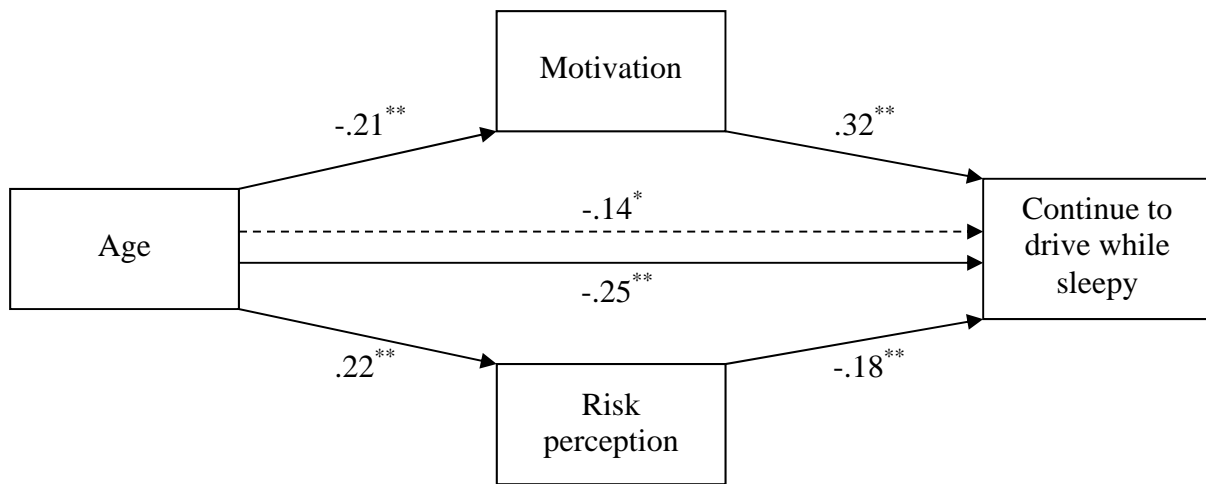 Motivation
-.21**
.32**
Age
-.14*
-.25**
Continue to
drive while
sleepy
.22**
-.18**
Risk
perception